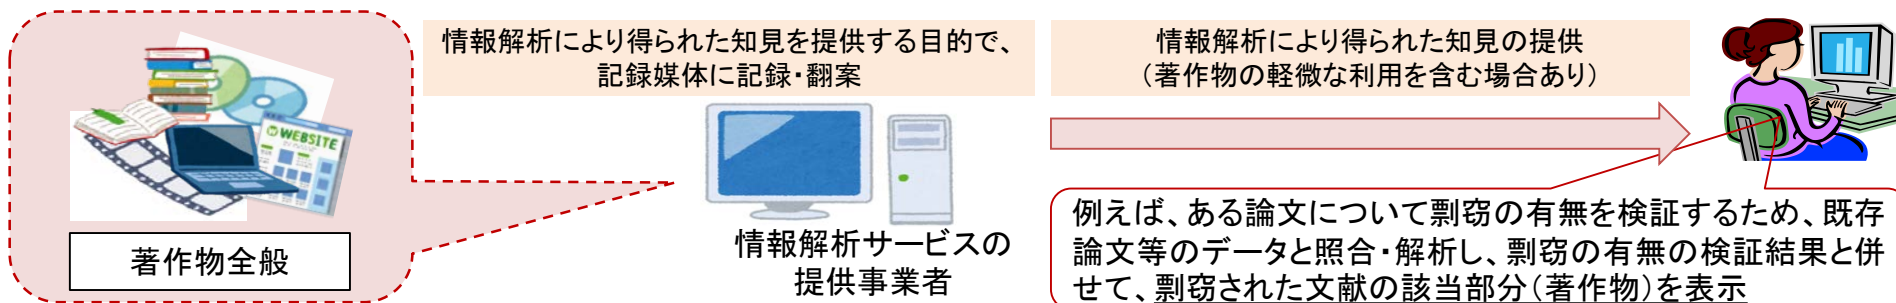 WEBSITE
著作物全般
情報解析により得られた知見を提供する目的で、
記録媒体に記録・翻案
情報解析サービスの
提供事業者
情報解析により得られた知見の提供
（著作物の軽微な利用を含む場合あり）
例えば、ある論文について剽窃の有無を検証するため、既存
論文等のデータと照合・解析し、剽窃の有無の検証結果と併
せて、剽窃された文献の該当部分（著作物）を表示